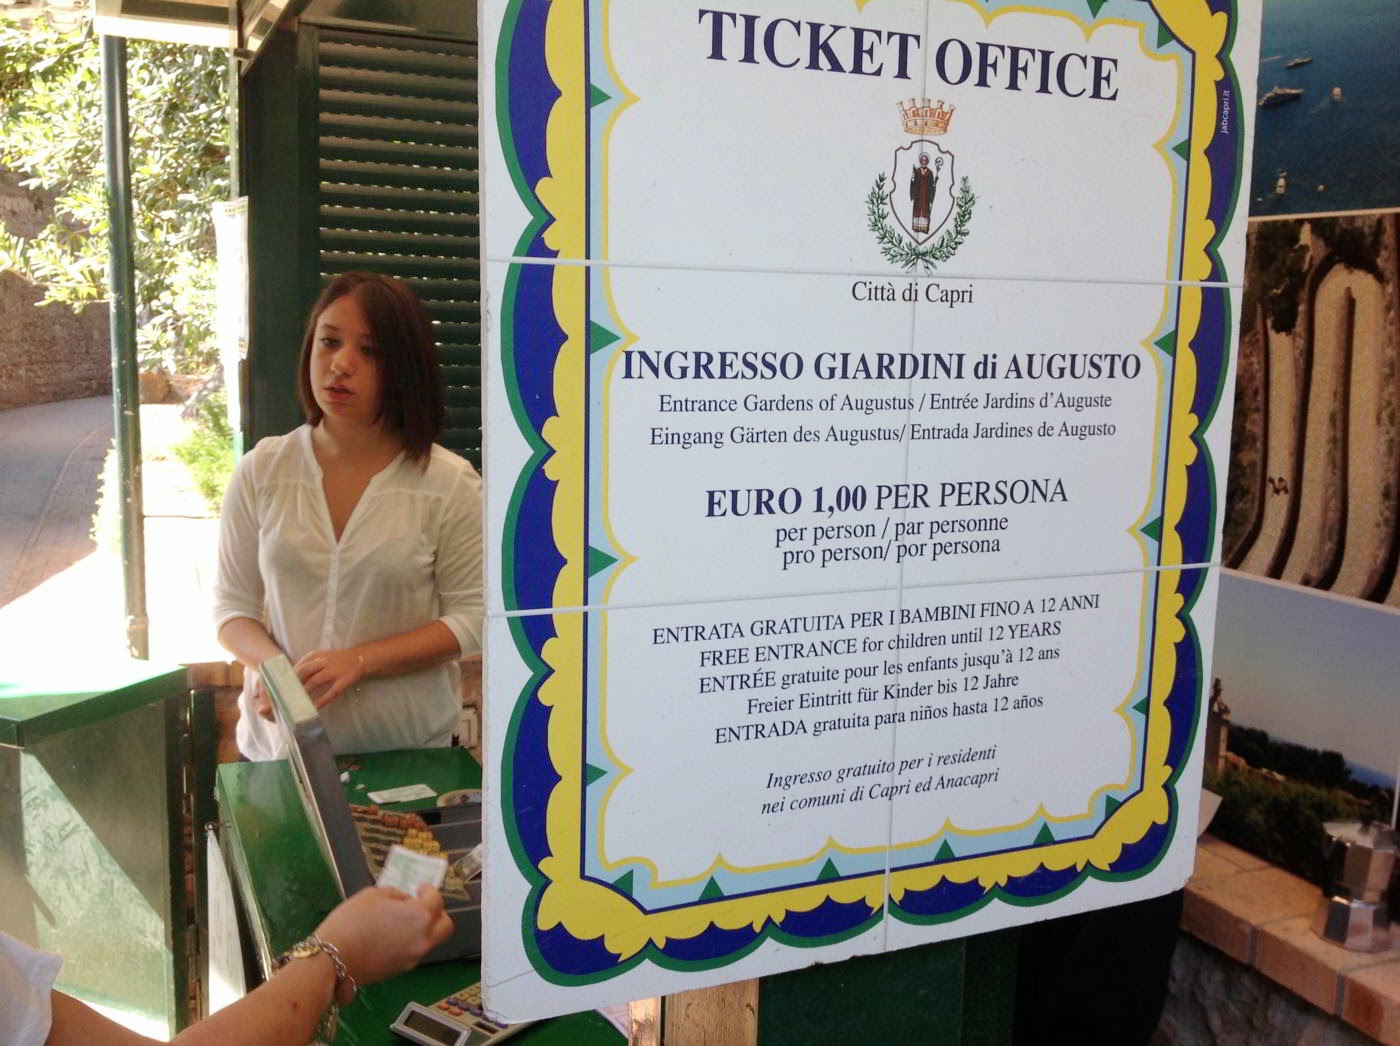 TICKET OFFICE
Città di Capri
INGRESSO GIARDINI di AUGUSTO
Entrance Gardens of Augustus / Entrée Jardins d'Auguste
Eingang Gärten des Augustus/ Entrada Jardines de Augusto
EURO 1,00 PER PERSONA
per person / par personne
pro person/ por persona
ENTRATA GRATUITA PER I BAMBINI FINO A 12 ANNI
FREE ENTRANCE for children until 12 YEARS
ENTRÉE gratuite pour les enfants jusqu'à 12 ans
Freier Eintritt für Kinder bis 12 Jahre
ENTRADA gratuita para niños hasta 12 años
Ingresso gratuito per i residenti
nei comuni di Capri ed Anacapri
jabcapri.it